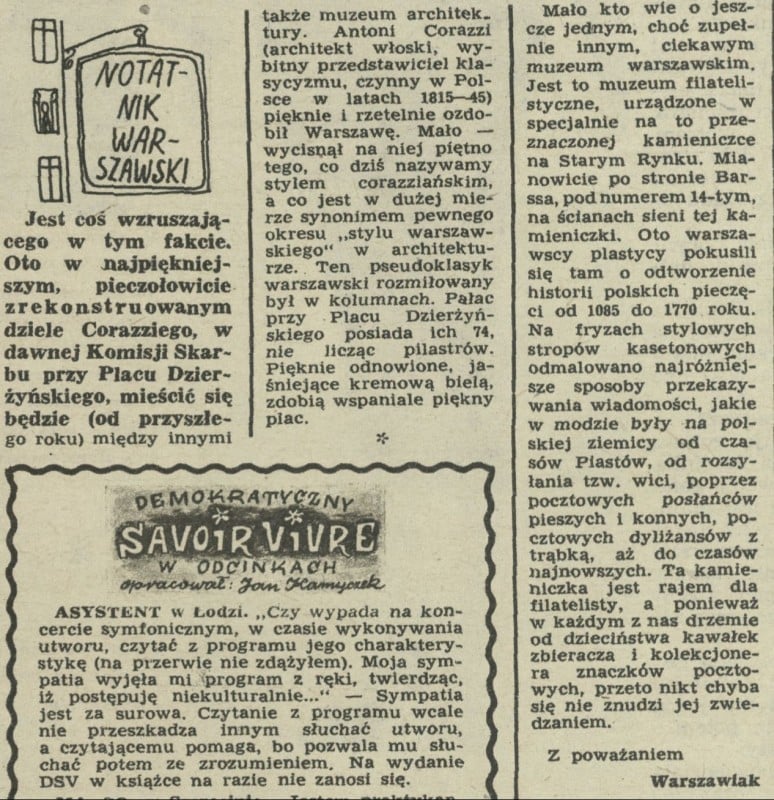 NOTAT-
NIK
WAR-
SZAWSKI
Jest coś wzruszają-
cego w tym fakcie.
Oto w najpiękniej-
szym, pieczołowicie
zrekonstruowanym
dziele Corazziego, w
dawnej Komisji Skar-
bu przy Placu Dzier-
żyńskiego, mieścić się
będzie (od przyszłe-
go roku) między innymi
także muzeum architek-
tury. Antoni Corazzi
(architekt włoski, wy-
bitny przedstawiciel kla-
sycyzmu, czynny w Pol-
sce w latach 1815—45)
pięknie i rzetelnie ozdo-
bił Warszawę. Mało —
wycisnął na niej piętno
tego, co dziś nazywamy
stylem corazziańskim,
a co jest w dużej mie-
rze synonimem pewnego
okresu „stylu warszaw-
skiego" w architektu-
rze. Ten pseudoklasyk
warszawski rozmiłowany
był w kolumnach. Pałac
przy Placu Dzierżyń-
skiego posiada ich 74,
nie licząc pilastrów.
Pięknie odnowione, ja-
śniejące kremową bielą,
zdobią wspaniale piękny
plac.
*
Mało kto wie o jesz-
cze jednym, choć zupeł-
nie innym, ciekawym
muzeum warszawskim.
Jest to muzeum filateli-
styczne, urządzone w
specjalnie na to prze-
znaczonej kamieniczce
na Starym Rynku. Mia-
nowicie po stronie Bar-
ssa, pod numerem 14-tym,
na ścianach sieni tej ka-
mieniczki. Oto warsza-
wscy plastycy pokusili
się tam o odtworzenie
historii polskich pieczę-
ci od 1085 do 1770 roku.
Na fryzach stylowych
stropów kasetonowych
odmalowano najróżniej-
sze sposoby przekazy-
wania wiadomości, jakie
w modzie były na pol-
skiej ziemicy od cza-
sów Piastów, od rozsy-
łania tzw. wici, poprzez
pocztowych posłańców
pieszych i konnych, po-
cztowych dyliżansów z
trąbką, aż do czasów
najnowszych. Ta kamie-
niczka jest rajem dla
filatelisty, a ponieważ
w każdym z nas drzemie
od dzieciństwa kawałek
zbieracza i kolekcjone-
ra znaczków poczto-
wych, przeto nikt chyba
się nie znudzi jej zwie-
dzaniem.
Z poważaniem
Warszawiak
DEMOKRATYCZNY
SAVOIR VIVRE
W ODCINKACH
opracował: Jan Kamyczek
ASYSTENT w Łodzi. „Czy wypada na kon-
cercie symfonicznym, w czasie wykonywania
utworu, czytać z programu jego charaktery-
stykę (na przerwie nie zdążyłem). Moja sym-
patia wyjęła mi program z ręki, twierdząc,
iż postępuję niekulturalnie..." — Sympatia
jest za surowa. Czytanie z programu wcale
nie przeszkadza innym słuchać utworu,
a czytającemu pomaga, bo pozwala mu słu-
chać potem ze zrozumieniem. Na wydanie
DSV w książce na razie nie zanosi się.